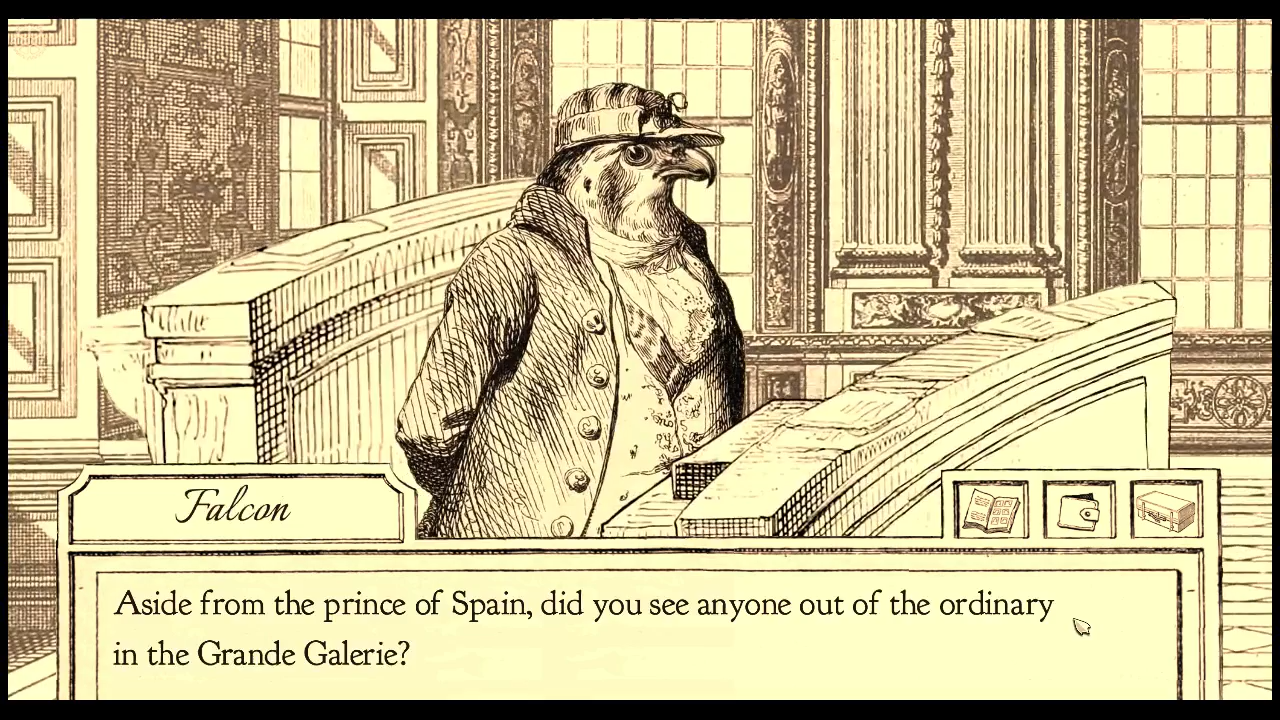 Falcon
Aside from the prince of Spain, did you see anyone out of the ordinary
in the Grande Galerie?